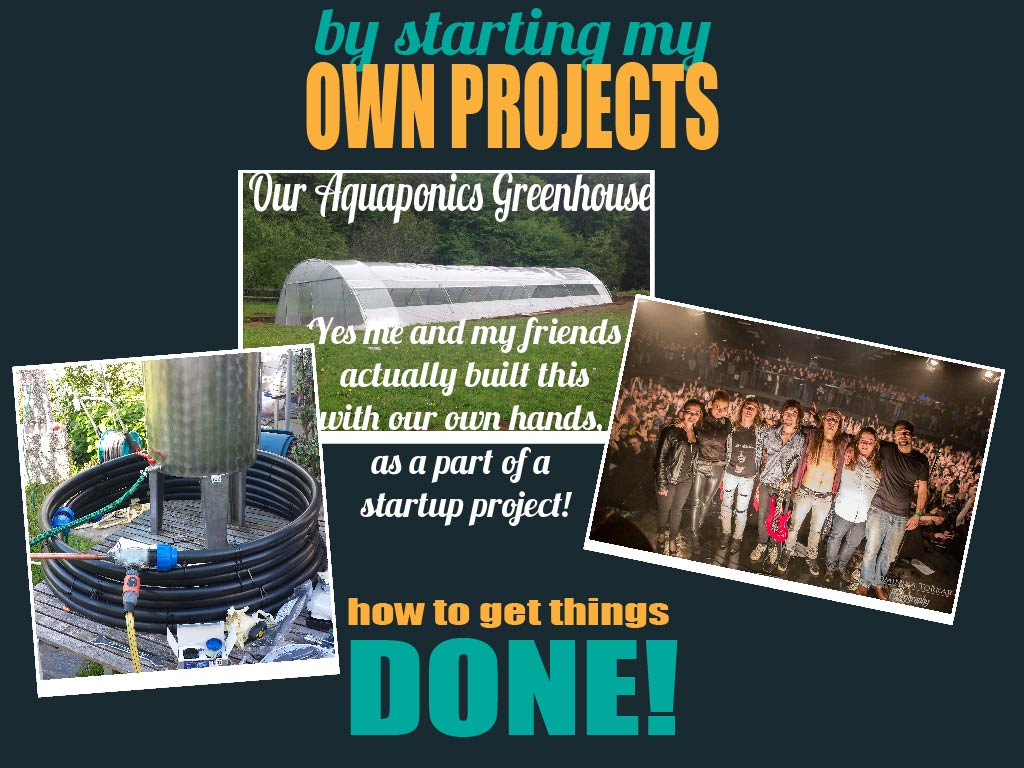 by starting my
OWN PROJECTS
Our Aquaponics Greenhouse
Yes me and my friends
actually built this
with our own hands,
as a part of a
startup project!
how to get things
DONE!